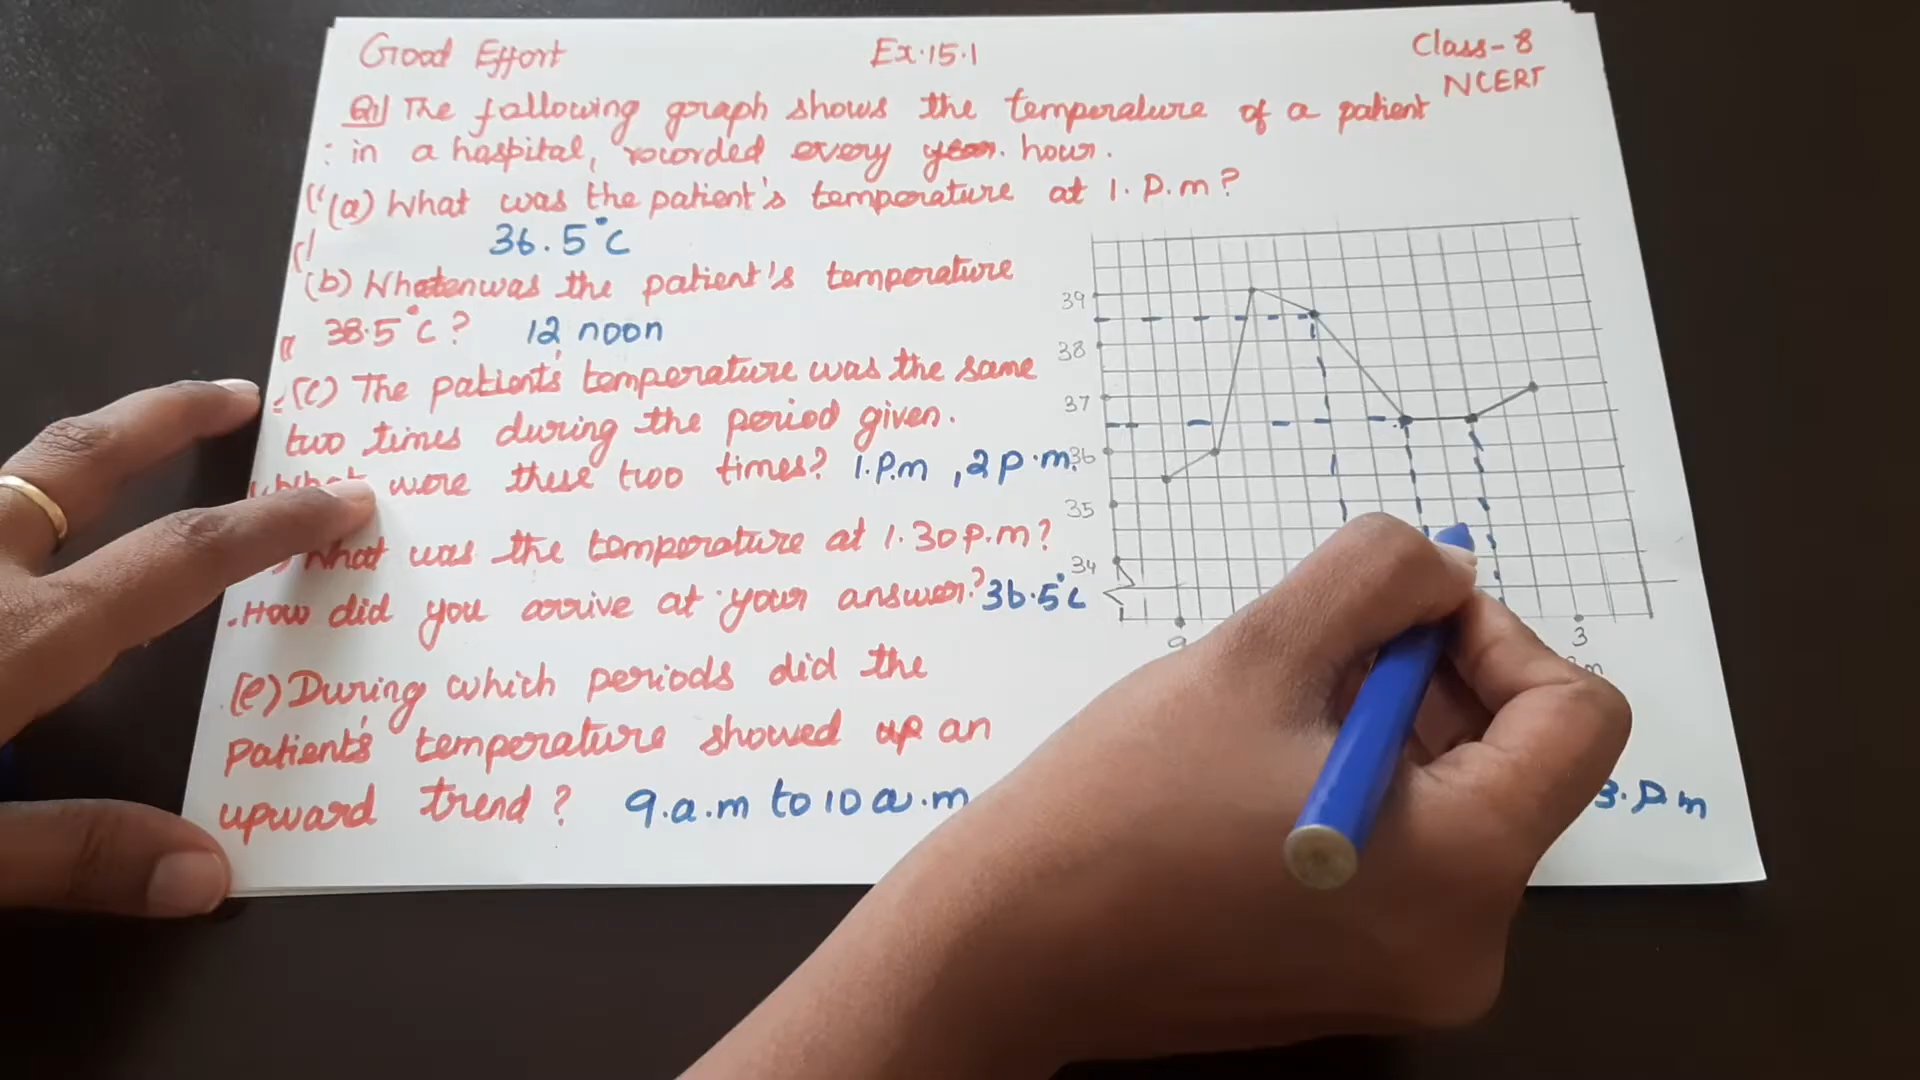 Good Effort Ex.15.1 Class-8
NCERT
Q1) The following graph shows the temperature of a patient
: in a hospital, recorded every year. hour.
(a) What was the patient's temperature at 1. P.m?
36.5°C
(b) When was the patient's temperature
38.5°C? 12 noon
(c) The patient's temperature was the same
two times during the period given.
What were these two times? 1.P.m , 2 p.m.
What was the temperature at 1.30 p.m?
.How did you arrive at your answer? 36.5°C
(e) During which periods did the
Patient's temperature showed up an
upward trend? 9.a.m to 10 a.m 3.p m
39
38
37
36
35
34
9 3